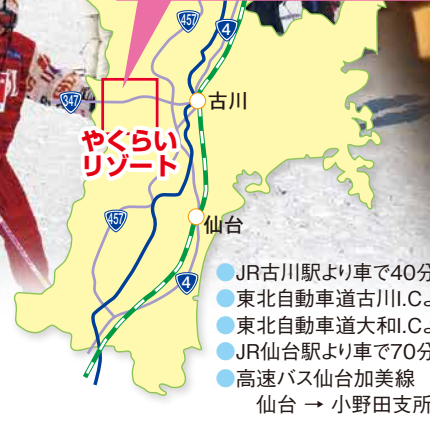 457
4
347
古川
やくらい
リゾート
457
仙台
4
●JR古川駅より車で40分
●東北自動車道古川I.C.よ
●東北自動車道大和I.C.よ
●JR仙台駅より車で70分
●高速バス仙台加美線
仙台 → 小野田支所